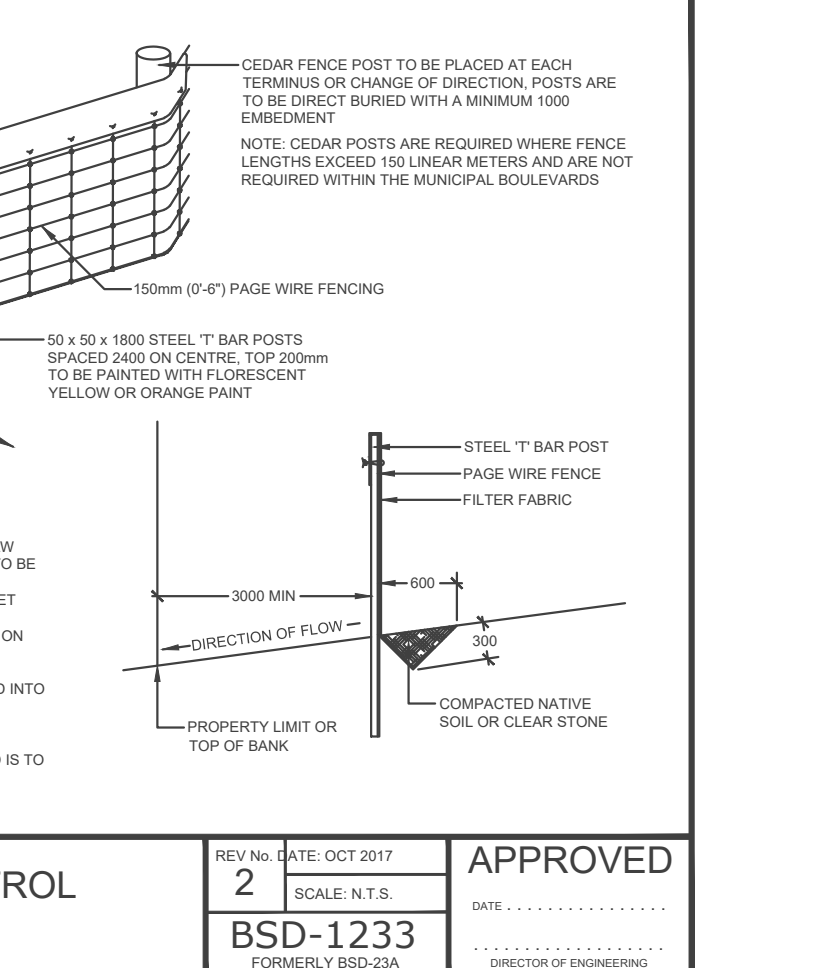 CEDAR FENCE POST TO BE PLACED AT EACH
TERMINUS OR CHANGE OF DIRECTION, POSTS ARE
TO BE DIRECT BURIED WITH A MINIMUM 1000
EMBEDMENT
NOTE: CEDAR POSTS ARE REQUIRED WHERE FENCE
LENGTHS EXCEED 150 LINEAR METERS AND ARE NOT
REQUIRED WITHIN THE MUNICIPAL BOULEVARDS
150mm (0'-6") PAGE WIRE FENCING
50 x 50 x 1800 STEEL 'T' BAR POSTS
SPACED 2400 ON CENTRE, TOP 200mm
TO BE PAINTED WITH FLORESCENT
YELLOW OR ORANGE PAINT
STEEL 'T' BAR POST
PAGE WIRE FENCE
FILTER FABRIC
W
O BE
ET
ON
D INTO
IS TO
3000 MIN
600
DIRECTION OF FLOW
300
PROPERTY LIMIT OR
TOP OF BANK
COMPACTED NATIVE
SOIL OR CLEAR STONE
ROL
REV No.
2
DATE: OCT 2017
SCALE: N.T.S.
BSD-1233
FORMERLY BSD-23A
APPROVED
DATE . . . . . . . . . . . . . . . .
. . . . . . . . . . . . . . . . . . .
DIRECTOR OF ENGINEERING